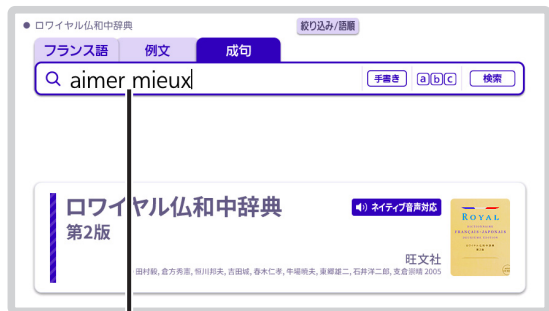 ● ロワイヤル仏和中辞典
絞り込み/語順
フランス語 例文 成句
aimer mieux
手書き abc 検索
ロワイヤル仏和中辞典
第2版
ネイティブ音声対応
ROYAL
旺文社
田村毅, 倉方秀憲, 恒川邦夫, 吉田城, 春木仁孝, 牛場暁夫, 東郷雄二, 石井洋二郎, 支倉崇晴 2005